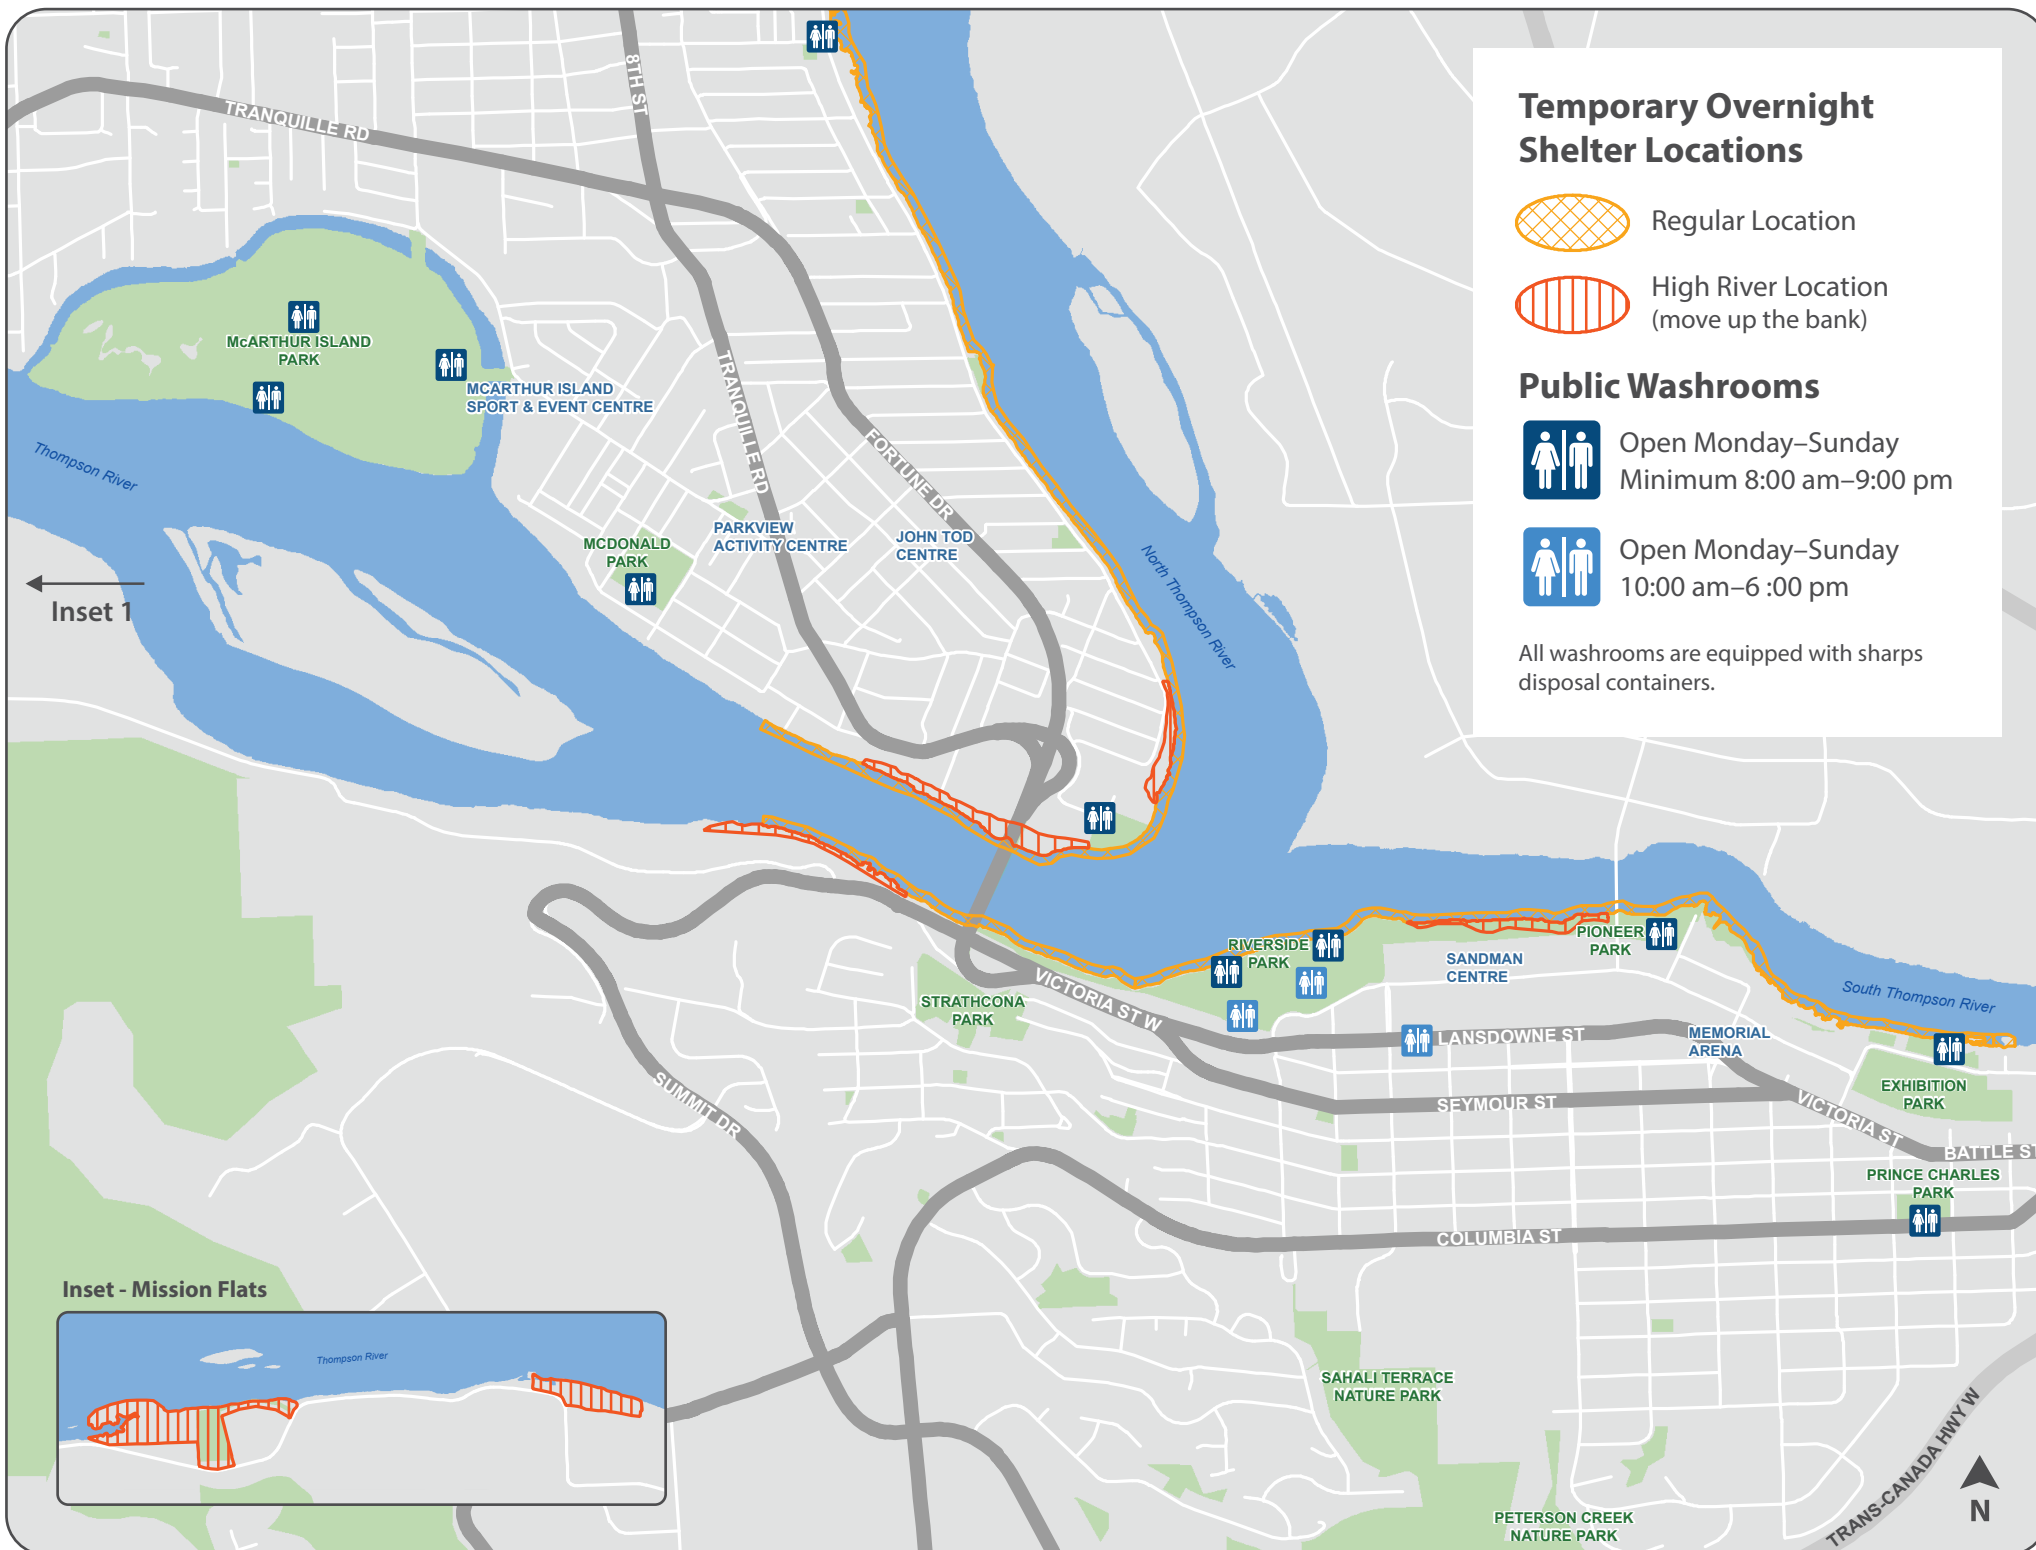 Temporary Overnight
Shelter Locations
Regular Location
High River Location
(move up the bank)
Public Washrooms
Open Monday–Sunday
Minimum 8:00 am–9:00 pm
Open Monday–Sunday
10:00 am–6 :00 pm
All washrooms are equipped with sharps
disposal containers.
8TH ST
TRANQUILLE RD
McARTHUR ISLAND
PARK
MCARTHUR ISLAND
SPORT & EVENT CENTRE
TRANQUILLE RD
FORTUNE DR
Thompson River
MCDONALD
PARK
PARKVIEW
ACTIVITY CENTRE
JOHN TOD
CENTRE
North Thompson River
Inset 1
RIVERSIDE
PARK
PIONEER
PARK
SANDMAN
CENTRE
STRATHCONA
PARK
VICTORIA ST W
South Thompson River
LANSDOWNE ST
MEMORIAL
ARENA
SUMMIT DR
SEYMOUR ST
EXHIBITION
PARK
VICTORIA ST
BATTLE ST
PRINCE CHARLES
PARK
COLUMBIA ST
Inset - Mission Flats
Thompson River
SAHALI TERRACE
NATURE PARK
TRANS-CANADA HWY W
PETERSON CREEK
NATURE PARK
N